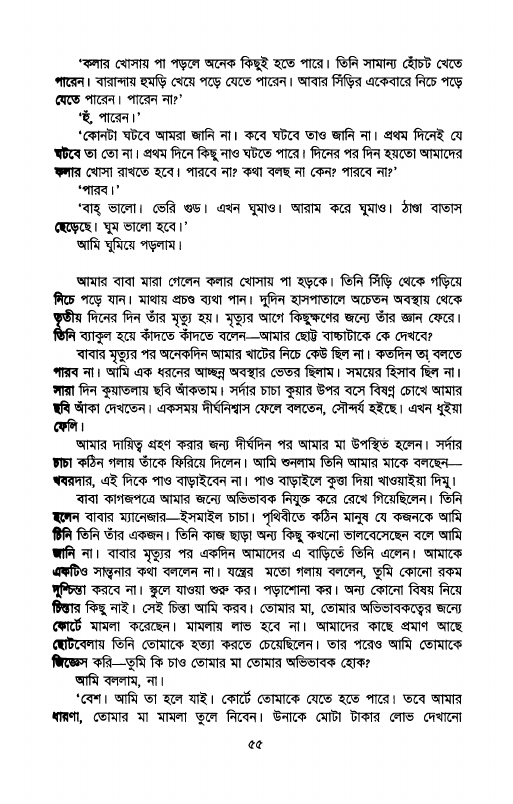 ‘কলার খোসায় পা পড়লে অনেক কিছুই হতে পারে। তিনি সামান্য হোঁচট খেতে
পারেন। বারান্দায় হুমড়ি খেয়ে পড়ে যেতে পারেন। আবার সিঁড়ির একেবারে নিচে পড়ে
যেতে পারেন। পারেন না?’
‘হুঁ, পারেন।’
‘কোনটা ঘটবে আমরা জানি না। কবে ঘটবে তাও জানি না। প্রথম দিনেই যে
ঘটবে তা তো না। প্রথম দিনে কিছু নাও ঘটতে পারে। দিনের পর দিন হয়তো আমাদের
কলার খোসা রাখতে হবে। পারবে না? কথা বলছ না কেন? পারবে না?’
‘পারব।’
‘বাহ্ ভালো। ভেরি গুড। এখন ঘুমাও। আরাম করে ঘুমাও। ঠাণ্ডা বাতাস
ছেড়েছে। ঘুম ভালো হবে।’
আমি ঘুমিয়ে পড়লাম।
আমার বাবা মারা গেলেন কলার খোসায় পা হড়কে। তিনি সিঁড়ি থেকে গড়িয়ে
নিচে পড়ে যান। মাথায় প্রচণ্ড ব্যথা পান। দুদিন হাসপাতালে অচেতন অবস্থায় থেকে
তৃতীয় দিনের দিন তাঁর মৃত্যু হয়। মৃত্যুর আগে কিছুক্ষণের জন্যে তাঁর জ্ঞান ফেরে।
তিনি ব্যাকুল হয়ে কাঁদতে কাঁদতে বলেন—আমার ছোট্ট বাচ্চাটাকে কে দেখবে?
বাবার মৃত্যুর পর অনেকদিন আমার খাটের নিচে কেউ ছিল না। কতদিন তা বলতে
পারব না। আমি এক ধরনের আচ্ছন্ন অবস্থার ভেতর ছিলাম। সময়ের হিসাব ছিল না।
সারা দিন কুয়াতলায় ছবি আঁকতাম। সর্দার চাচা কুয়ার উপর বসে বিষণ্ন চোখে আমার
ছবি আঁকা দেখতেন। একসময় দীর্ঘনিশ্বাস ফেলে বলতেন, সৌন্দর্য হইছে। এখন ধুইয়া
ফেলি।
আমার দায়িত্ব গ্রহণ করার জন্য দীর্ঘদিন পর আমার মা উপস্থিত হলেন। সর্দার
চাচা কঠিন গলায় তাঁকে ফিরিয়ে দিলেন। আমি শুনলাম তিনি আমার মাকে বলছেন—
খবরদার, এই দিকে পাও বাড়াইবেন না। পাও বাড়াইলে কুত্তা দিয়া খাওয়াইয়া দিমু।
বাবা কাগজপত্রে আমার জন্যে অভিভাবক নিযুক্ত করে রেখে গিয়েছিলেন। তিনি
হলেন বাবার ম্যানেজার—ইসমাইল চাচা। পৃথিবীতে কঠিন মানুষ যে কজনকে আমি
চিনি তিনি তাঁর একজন। তিনি কাজ ছাড়া অন্য কিছু কখনো ভালবেসেছেন বলে আমি
জানি না। বাবার মৃত্যুর পর একদিন আমাদের এ বাড়িতে তিনি এলেন। আমাকে
একটিও সান্ত্বনার কথা বললেন না। যন্ত্রের মতো গলায় বললেন, তুমি কোনো রকম
দুশ্চিন্তা করবে না। স্কুলে যাওয়া শুরু কর। পড়াশোনা কর। অন্য কোনো বিষয় নিয়ে
চিন্তার কিছু নাই। সেই চিন্তা আমি করব। তোমার মা, তোমার অভিভাবকত্বের জন্যে
কোর্টে মামলা করেছেন। মামলায় লাভ হবে না। আমাদের কাছে প্রমাণ আছে
ছোটবেলায় তিনি তোমাকে হত্যা করতে চেয়েছিলেন। তার পরেও আমি তোমাকে
জিজ্ঞেস করি—তুমি কি চাও তোমার মা তোমার অভিভাবক হোক?
আমি বললাম, না।
‘বেশ। আমি তা হলে যাই। কোর্টে তোমাকে যেতে হতে পারে। তবে আমার
ধারণা, তোমার মা মামলা তুলে নিবেন। উনাকে মোটা টাকার লোভ দেখানো
৫৫